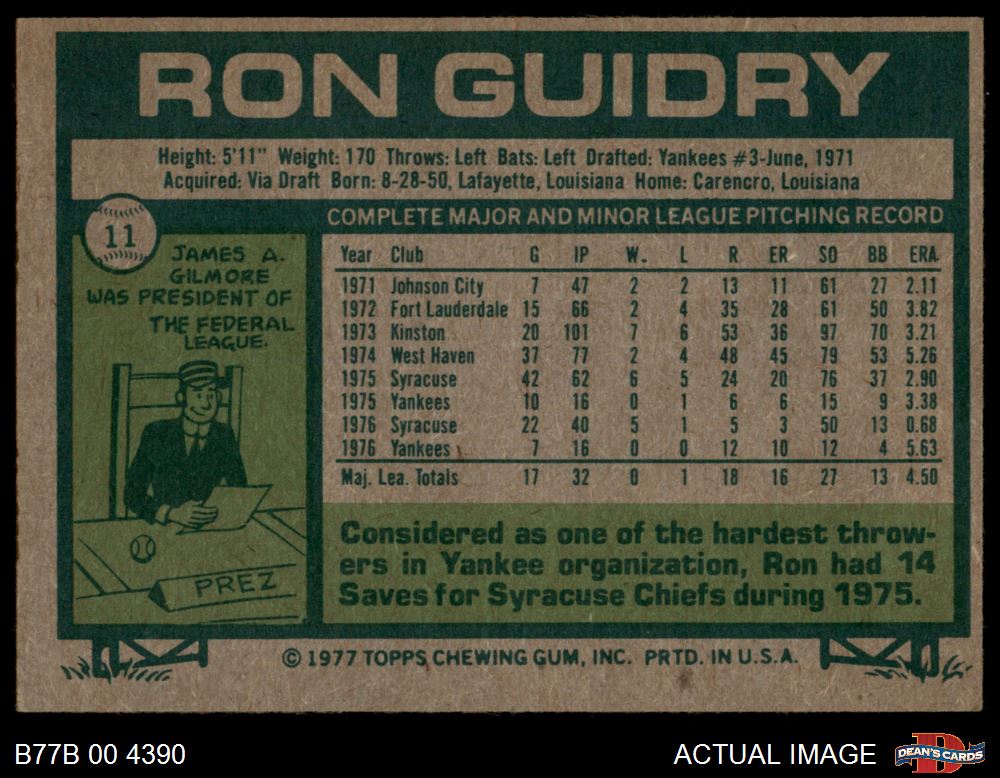 RON GUIDRY
Height: 5'11" Weight: 170 Throws: Left Bats: Left Drafted: Yankees #3-June, 1971
Acquired: Via Draft Born: 8-28-50, Lafayette, Louisiana Home: Carencro, Louisiana
11
JAMES A.
GILMORE
WAS PRESIDENT OF
THE FEDERAL
LEAGUE.
PREZ
COMPLETE MAJOR AND MINOR LEAGUE PITCHING RECORD
Year Club G IP W. L R ER SO BB ERA
1971 Johnson City 7 47 2 2 13 11 61 27 2.11
1972 Fort Lauderdale 15 66 2 4 35 28 61 50 3.82
1973 Kinston 20 101 7 6 53 36 97 70 3.21
1974 West Haven 37 77 2 4 48 45 79 53 5.26
1975 Syracuse 42 62 6 5 24 20 76 37 2.90
1975 Yankees 10 16 0 1 6 6 15 9 3.38
1976 Syracuse 22 40 5 1 5 3 50 13 0.68
1976 Yankees 7 16 0 0 12 10 12 4 5.63
Maj. Lea. Totals 17 32 0 1 18 16 27 13 4.50
Considered as one of the hardest throw-
ers in Yankee organization, Ron had 14
Saves for Syracuse Chiefs during 1975.
© 1977 TOPPS CHEWING GUM, INC. PRTD. IN U.S.A.
B77B 00 4390
ACTUAL IMAGE
DEAN'S CARDS